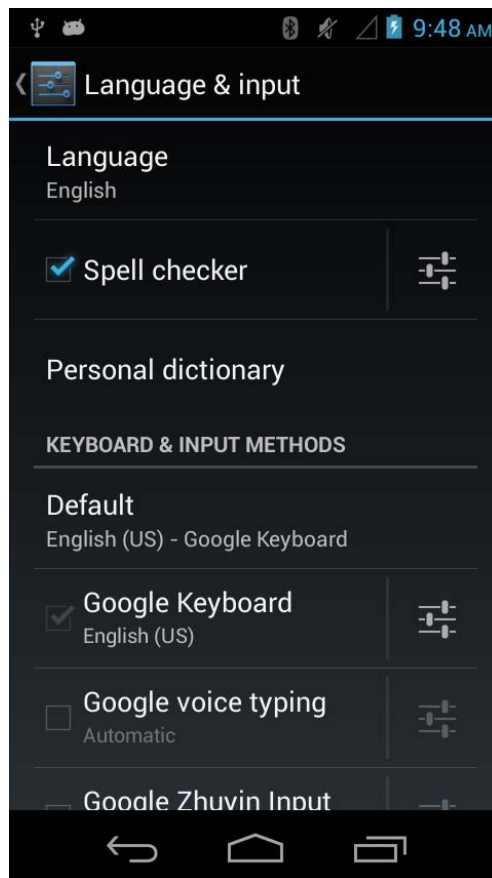 9:48 AM
Language & input
Language
English
Spell checker
Personal dictionary
KEYBOARD & INPUT METHODS
Default
English (US) - Google Keyboard
Google Keyboard
English (US)
Google voice typing
Automatic
Google Zhuyin Input